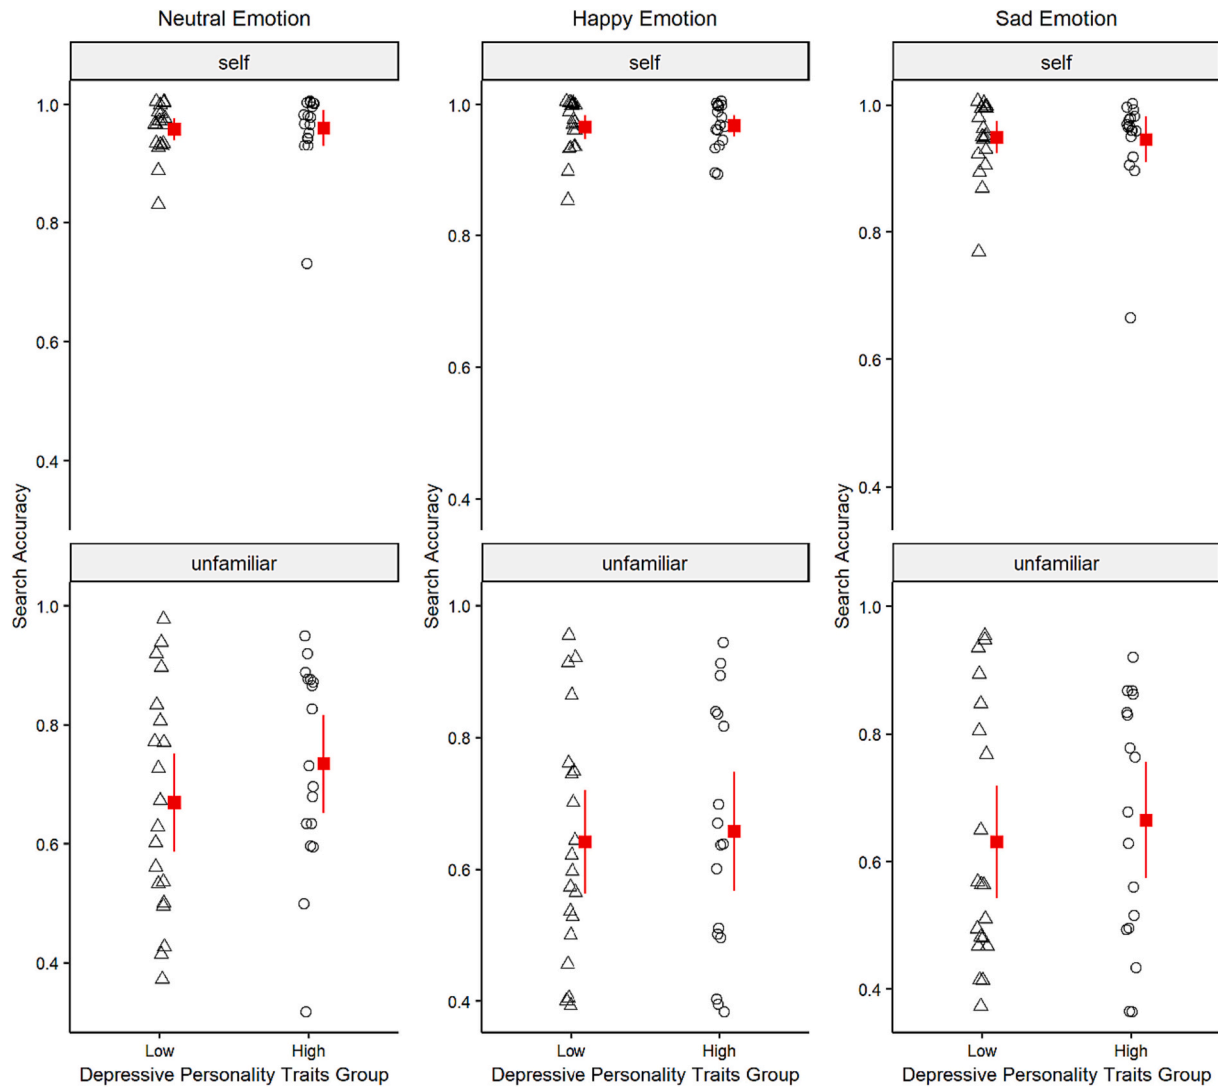 Neutral Emotion
Happy Emotion
Sad Emotion
self
self
self
1.0
0.8
0.6
0.4
1.0
0.8
0.6
0.4
1.0
0.8
0.6
0.4
Search Accuracy
Search Accuracy
Search Accuracy
unfamiliar
unfamiliar
unfamiliar
1.0
0.8
0.6
0.4
1.0
0.8
0.6
0.4
1.0
0.8
0.6
0.4
Low High
Low High
Low High
Depressive Personality Traits Group
Depressive Personality Traits Group
Depressive Personality Traits Group